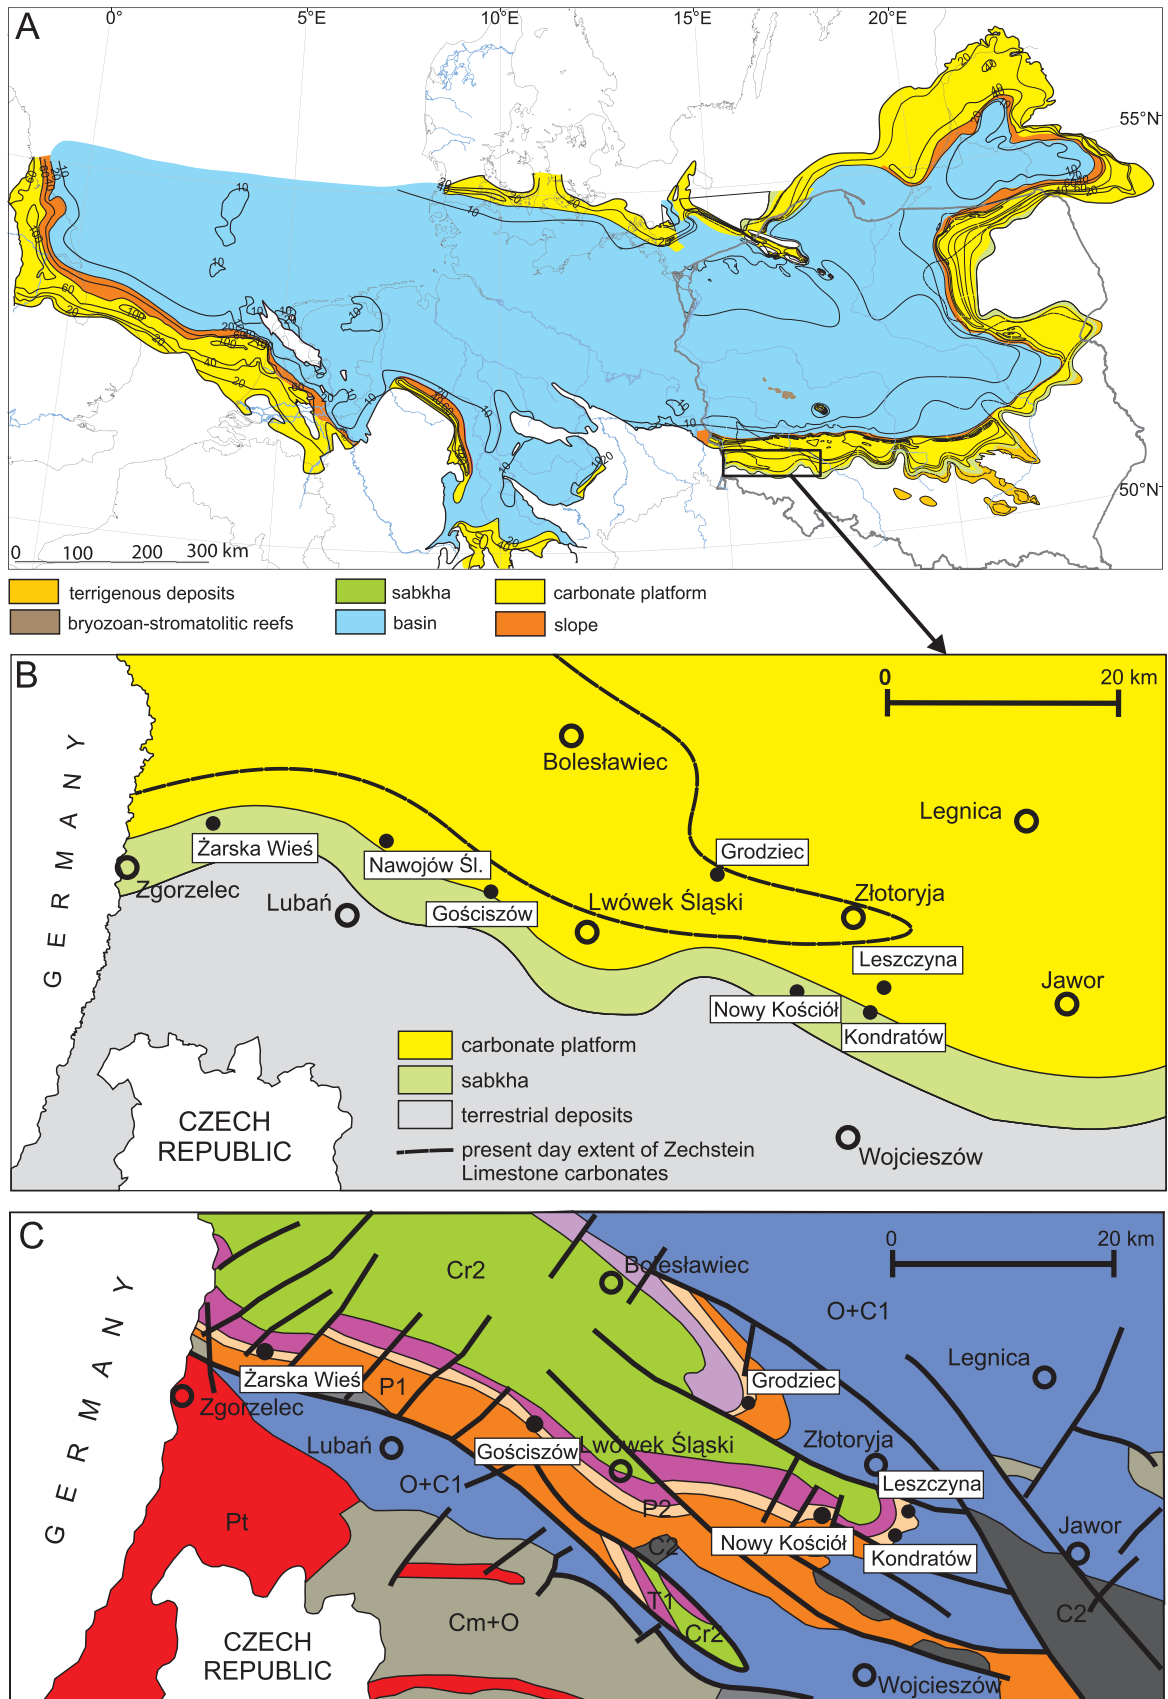 A
0°
5°E
10°E
15°E
20°E
55°N
50°N
0 100 200 300 km
terrigenous deposits
sabkha
carbonate platform
bryozoan-stromatolitic reefs
basin
slope
B
0 20 km
GERMANY
Bolesławiec
Legnica
Żarska Wieś
Nawojów Śl.
Grodziec
Zgorzelec
Lubań
Gościszów
Lwówek Śląski
Złotoryja
Leszczyna
Jawor
Nowy Kościół
Kondratów
carbonate platform
sabkha
terrestrial deposits
present day extent of Zechstein
Limestone carbonates
CZECH
REPUBLIC
Wojcieszów
C
0 20 km
GERMANY
Cr2
Bolesławiec
O+C1
Legnica
Żarska Wieś
P1
Grodziec
Zgorzelec
Lubań
Gościszów
Lwówek Śląski
Złotoryja
O+C1
Leszczyna
Pt
P2
Nowy Kościół
Jawor
C2
Kondratów
T1
Cm+O
Cr2
C2
CZECH
REPUBLIC
Wojcieszów